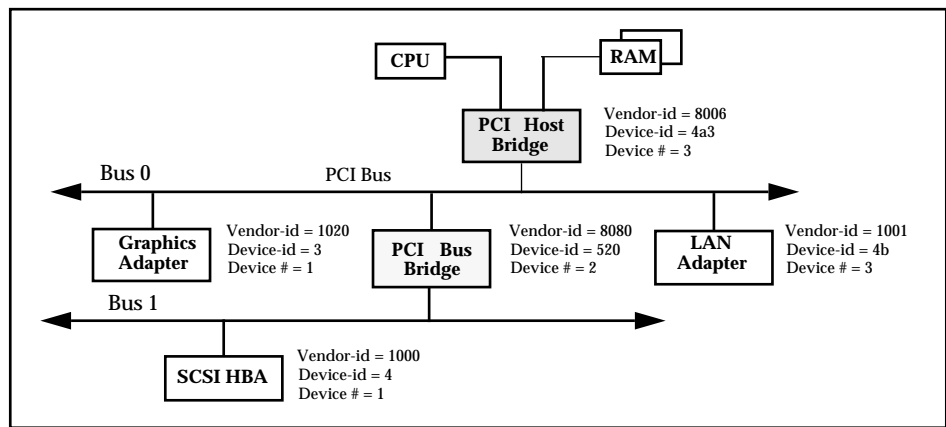 CPU
RAM
PCI Host
Bridge
Vendor-id = 8006
Device-id = 4a3
Device # = 3
Bus 0
PCI Bus
Graphics
Adapter
Vendor-id = 1020
Device-id = 3
Device # = 1
PCI Bus
Bridge
Vendor-id = 8080
Device-id = 520
Device # = 2
LAN
Adapter
Vendor-id = 1001
Device-id = 4b
Device # = 3
Bus 1
SCSI HBA
Vendor-id = 1000
Device-id = 4
Device # = 1